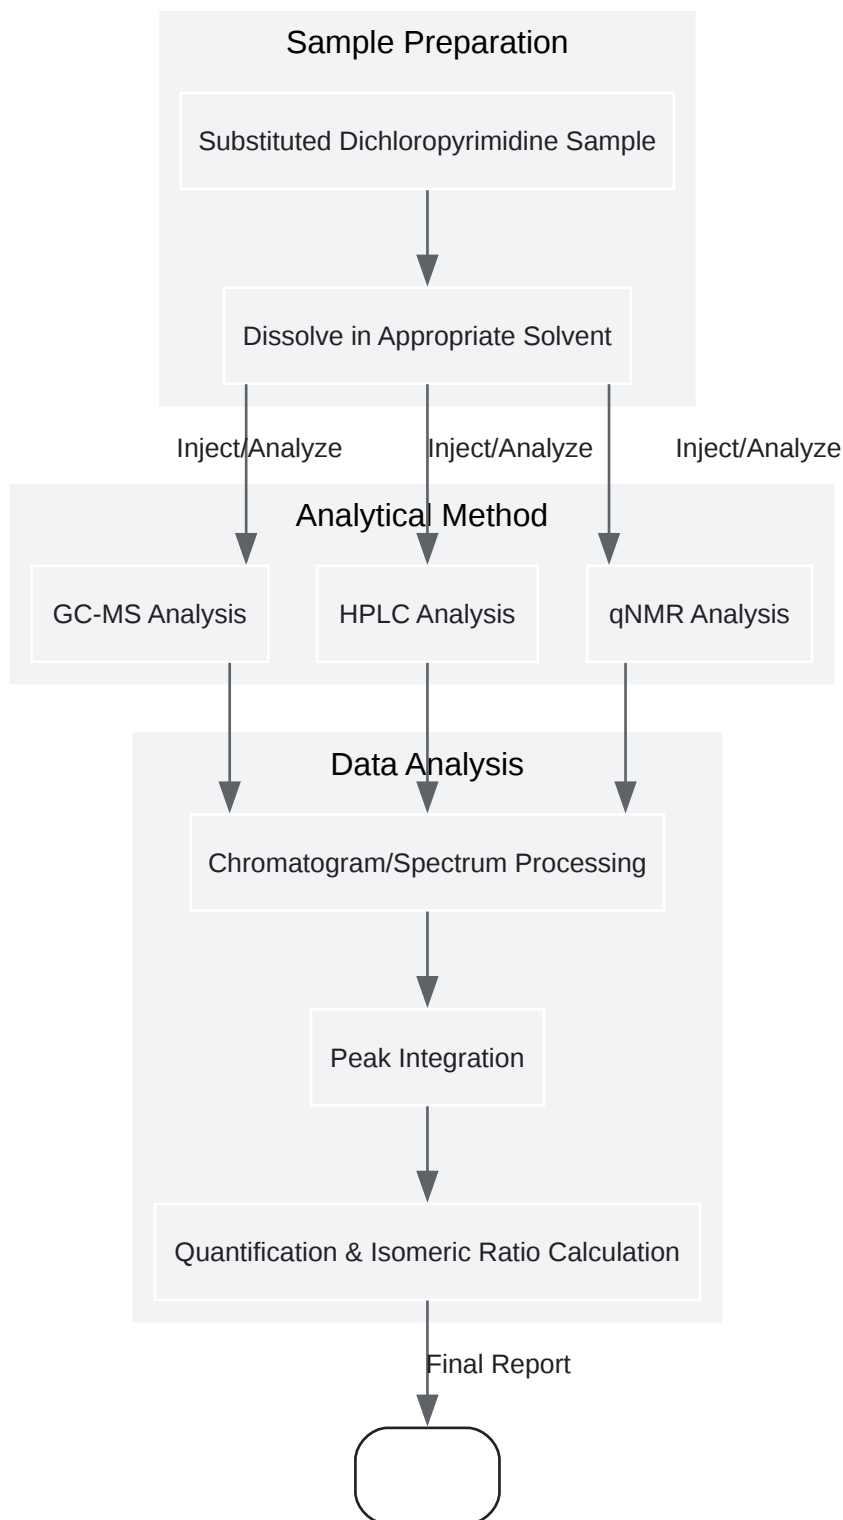 Sample Preparation
Substituted Dichloropyrimidine Sample
Dissolve in Appropriate Solvent
Inject/Analyze
Inject/Analyze
Inject/Analyze
Analytical Method
GC-MS Analysis
HPLC Analysis
qNMR Analysis
Data Analysis
Chromatogram/Spectrum Processing
Peak Integration
Quantification & Isomeric Ratio Calculation
Final Report